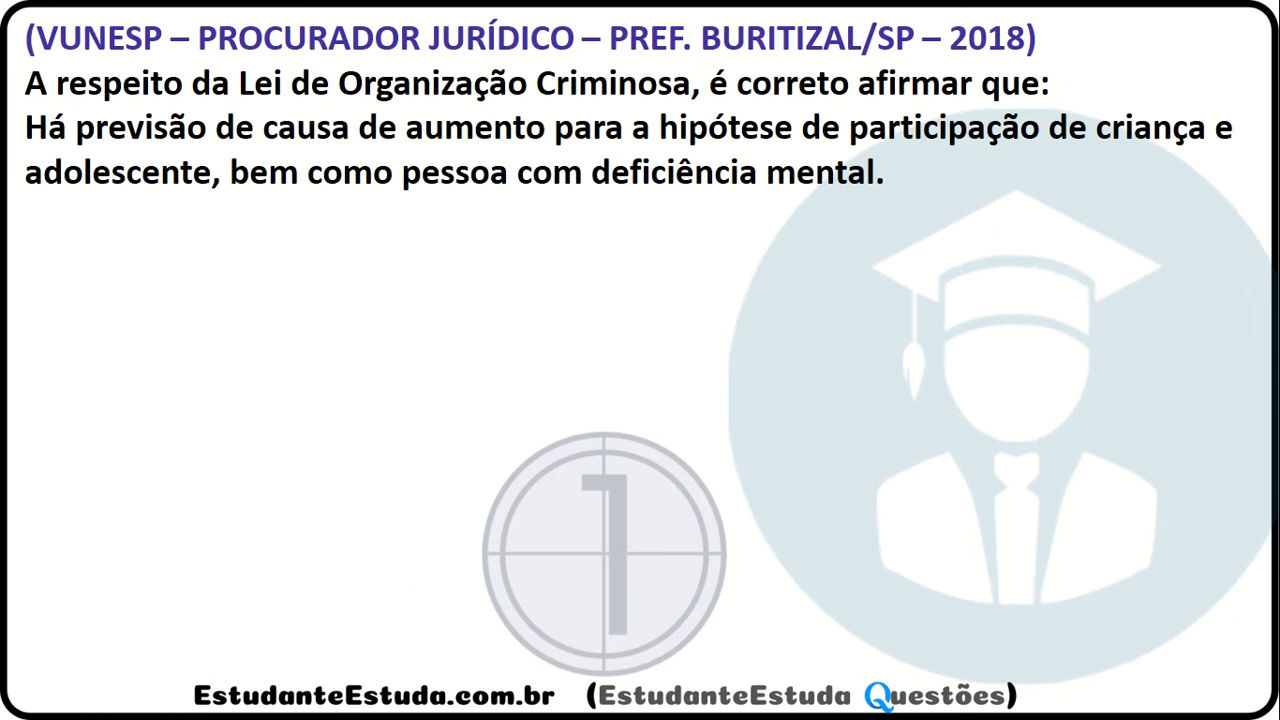 (VUNESP – PROCURADOR JURÍDICO – PREF. BURITIZAL/SP – 2018)
A respeito da Lei de Organização Criminosa, é correto afirmar que:
Há previsão de causa de aumento para a hipótese de participação de criança e
adolescente, bem como pessoa com deficiência mental.
1
EstudanteEstuda.com.br (EstudanteEstuda Questões)